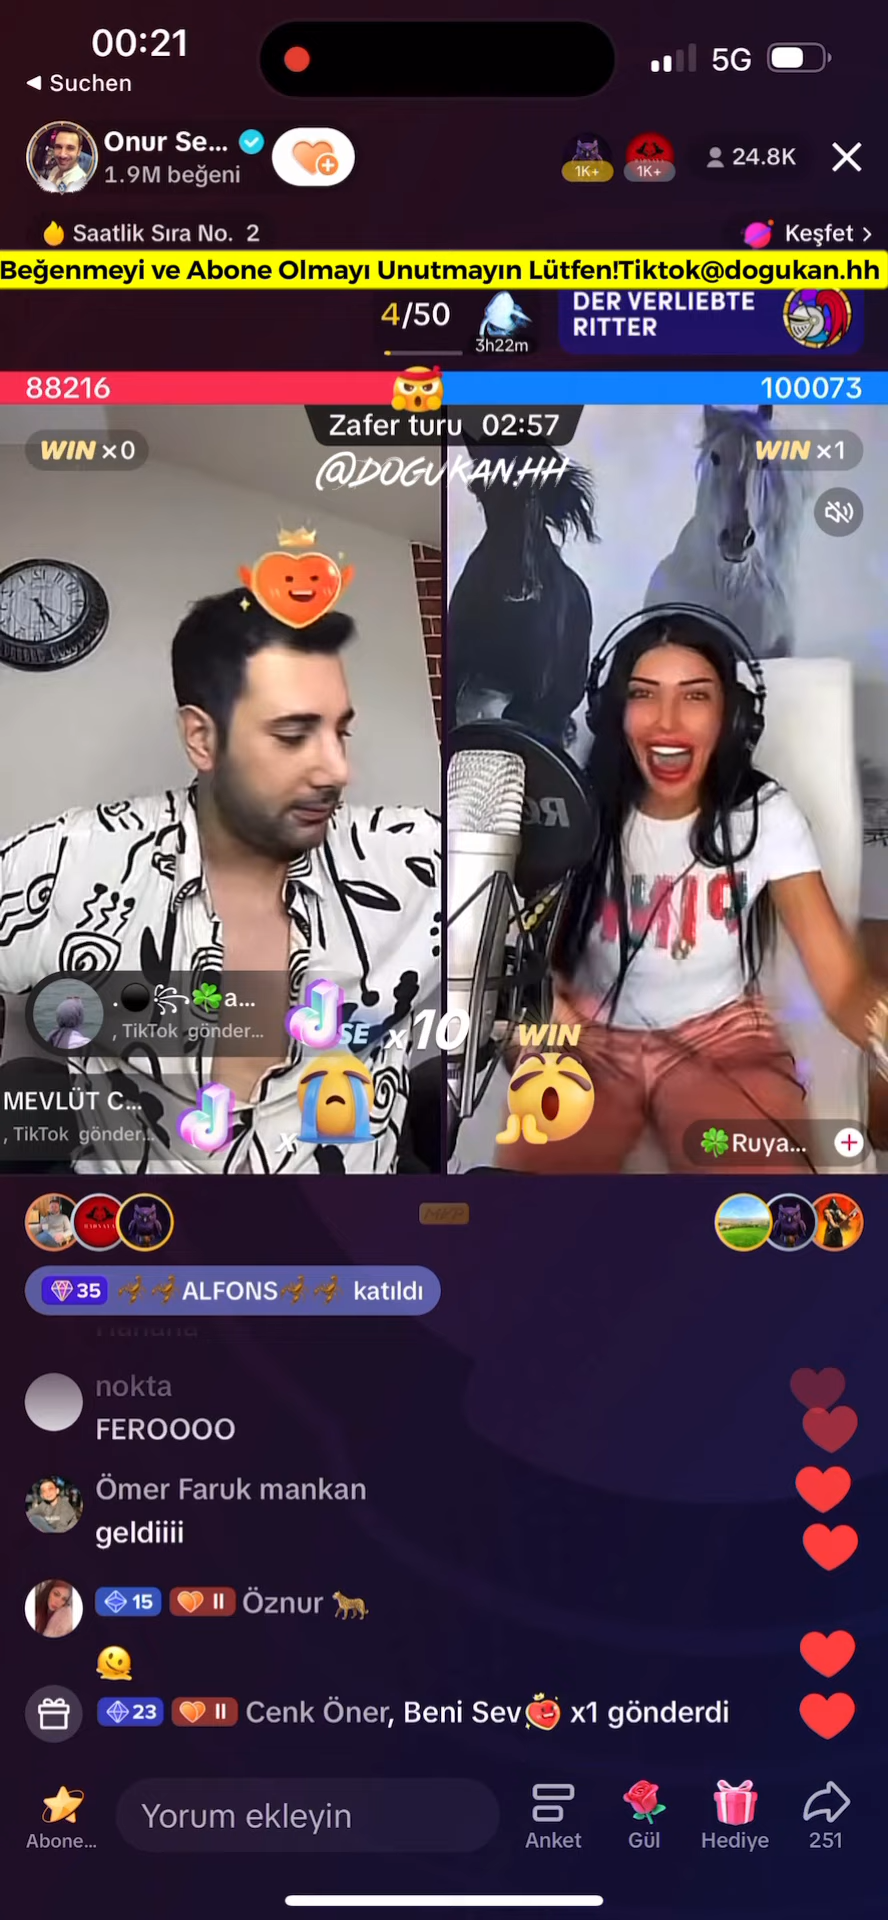 00:21
5G
◀ Suchen
Onur Se...
1.9M beğeni
1K+
1K+
24.8K
Saatlik Sıra No. 2
Keşfet >
Beğenmeyi ve Abone Olmayı Unutmayın Lütfen!Tiktok@dogukan.hh
4/50
3h22m
DER VERLIEBTE
RITTER
88216
100073
Zafer turu 02:57
WIN x0
WIN x1
@DOGUKAN.HH
a...
, TikTok gönder...
SE x10
WIN
MEVLÜT C...
, TikTok gönder...
x
Ruya...
MVP
35 ALFONS katıldı
nokta
FEROOOO
Ömer Faruk mankan
geldiiii
15 II Öznur
23 II Cenk Öner, Beni Sev x1 gönderdi
Abone...
Yorum ekleyin
Anket
Gül
Hediye
251